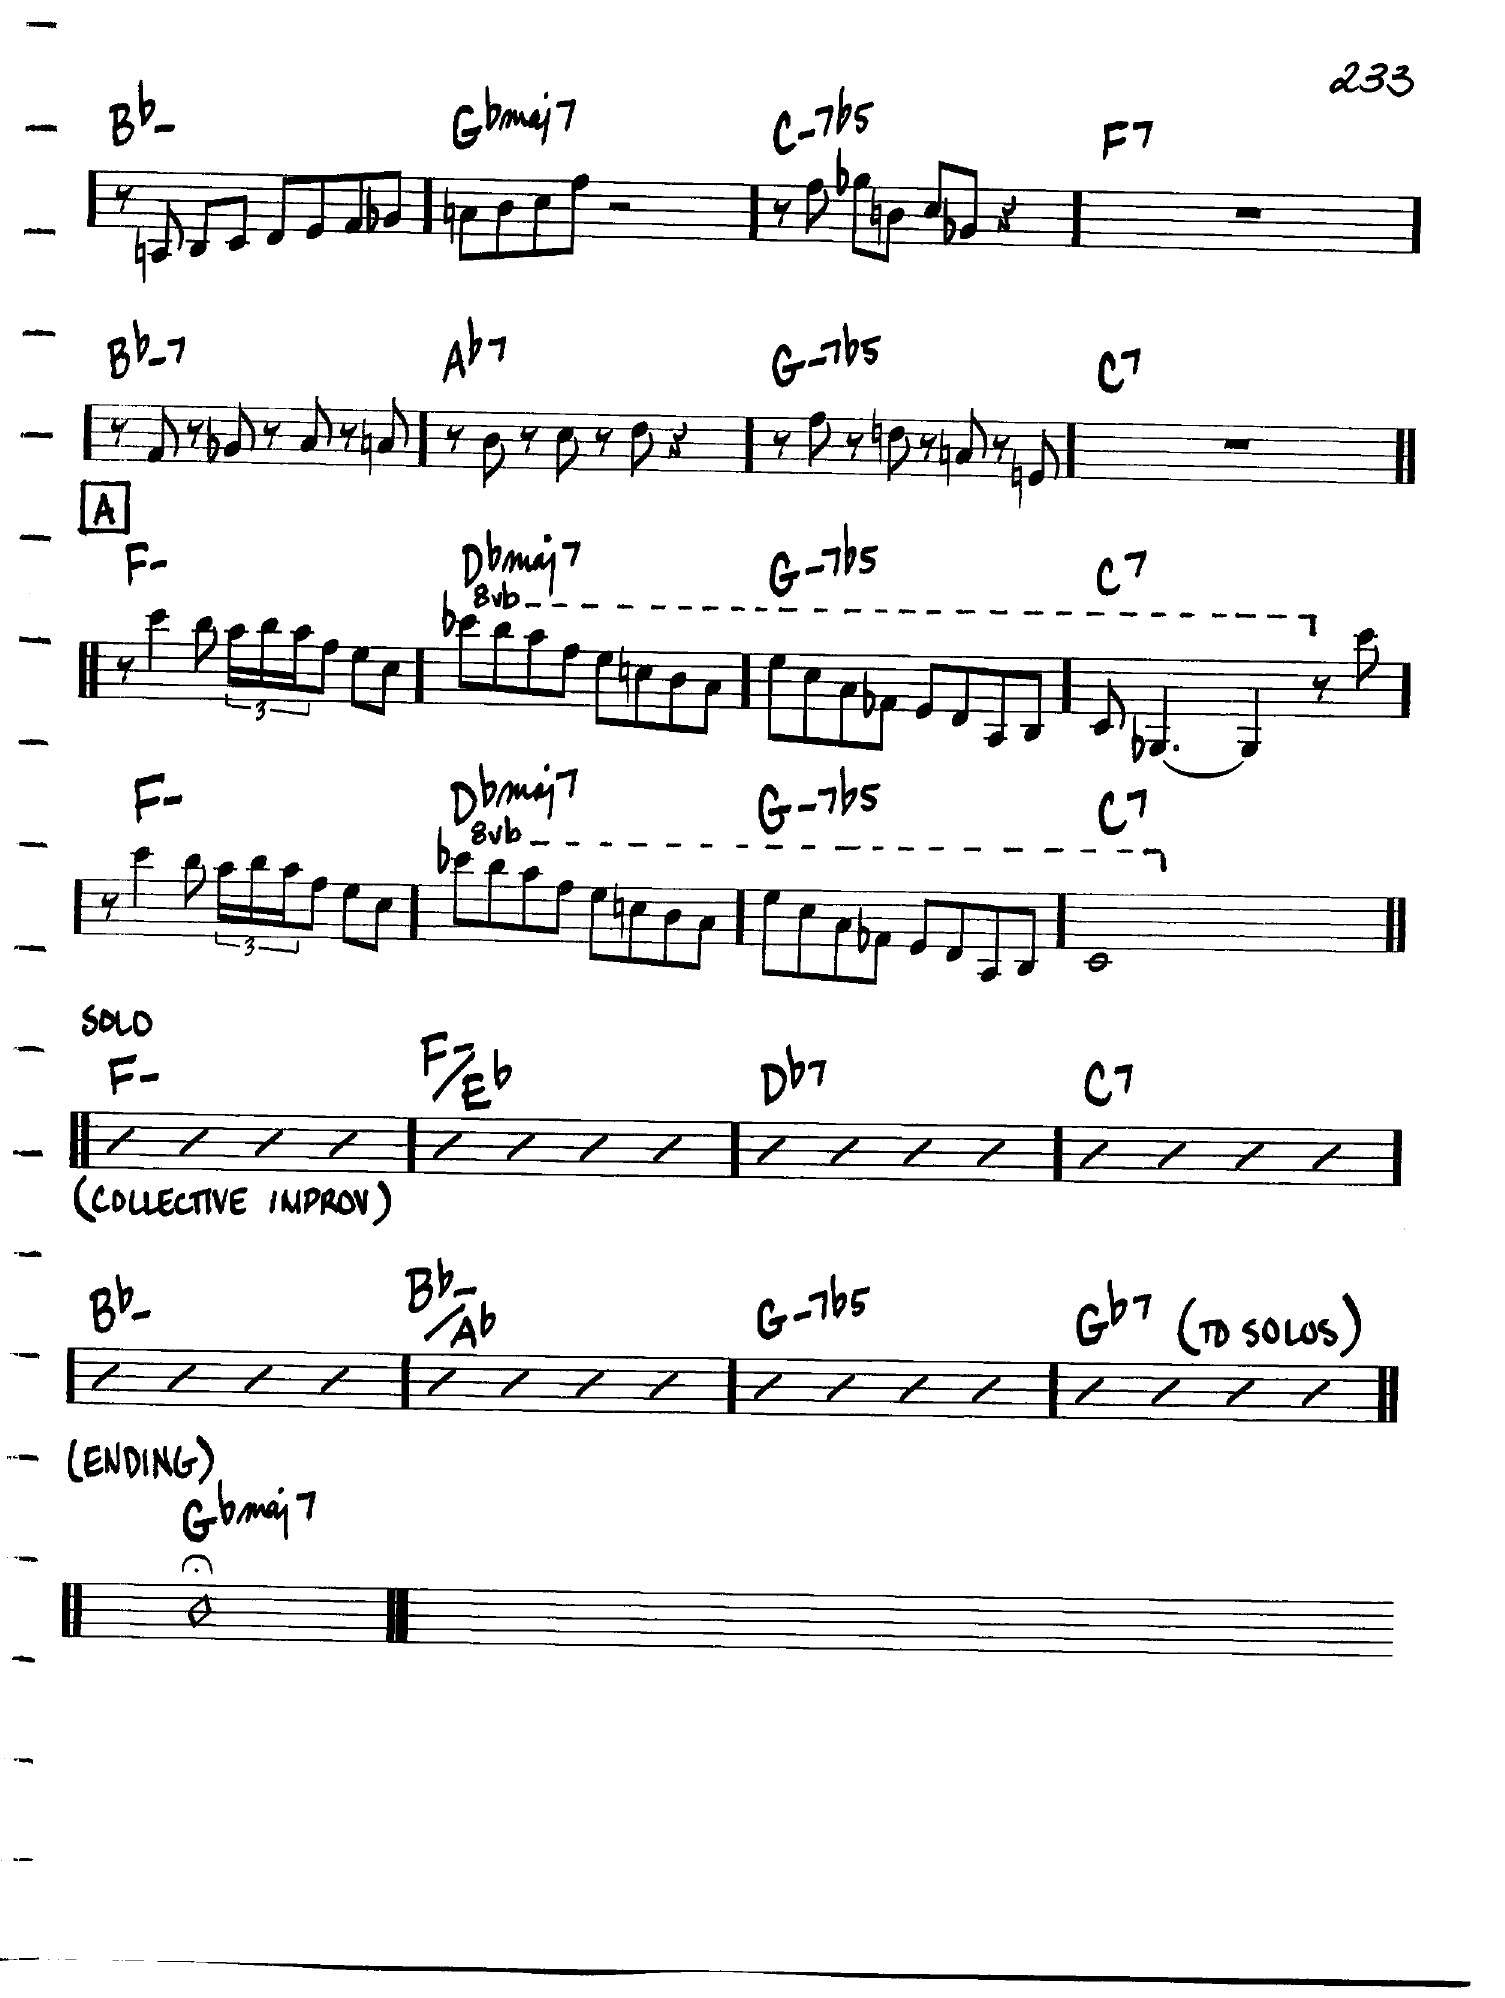 233
Bb- Gbmaj7 C-7b5 F7
Bb-7 Ab7 G-7b5 C7
A
F- Dbmaj7 G-7b5 C7
8vb
3
F- Dbmaj7 G-7b5 C7
8vb
3
SOLO
F- F-/Eb Db7 C7
(COLLECTIVE IMPROV)
Bb- Bb-/Ab G-7b5 Gb7 (TO SOLOS)
(ENDING)
Gbmaj7